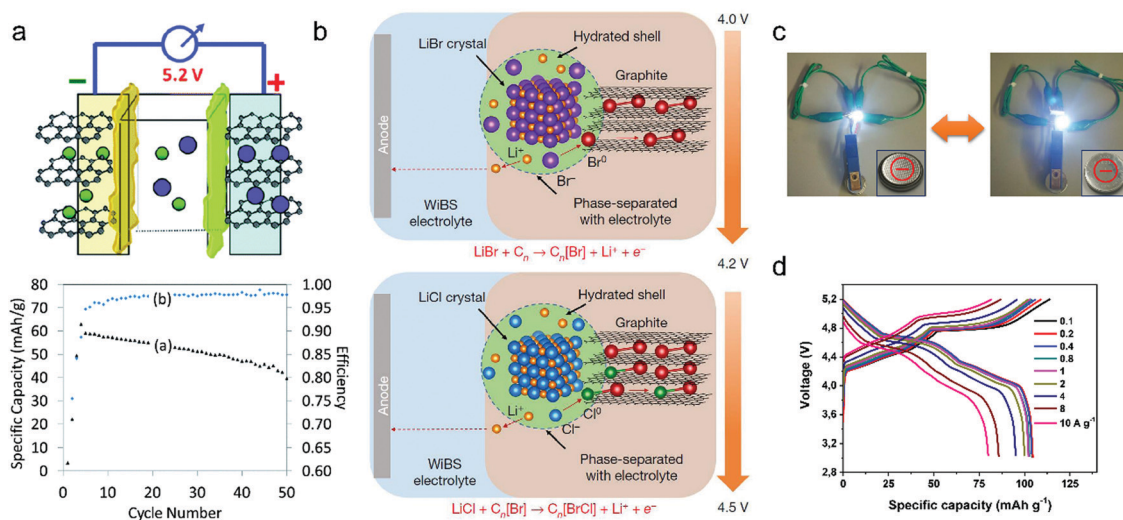 a
−
5.2 V
+
Specific Capacity (mAh/g)
80
70
60
50
40
30
20
10
0
(b)
(a)
1.00
0.95
0.90
0.85
0.80
0.75
0.70
0.65
0.60
Efficiency
0
10
20
30
40
50
Cycle Number
b
LiBr crystal
Hydrated shell
Graphite
Anode
Li⁺
Br⁰
Br⁻
WiBS
electrolyte
Phase-separated
with electrolyte
LiBr + Cₙ → Cₙ[Br] + Li⁺ + e⁻
4.0 V
4.2 V
LiCl crystal
Hydrated shell
Graphite
Anode
Li⁺
Cl⁰
Cl⁻
WiBS
electrolyte
Phase-separated
with electrolyte
LiCl + Cₙ[Br] → Cₙ[BrCl] + Li⁺ + e⁻
4.5 V
c
−
−
d
Voltage (V)
5,2
4,8
4,4
4,0
3,6
3,2
2,8
0.1
0.2
0.4
0.8
1
2
4
8
10 A g⁻¹
0
25
50
75
100
125
Specific capacity (mAh g⁻¹)